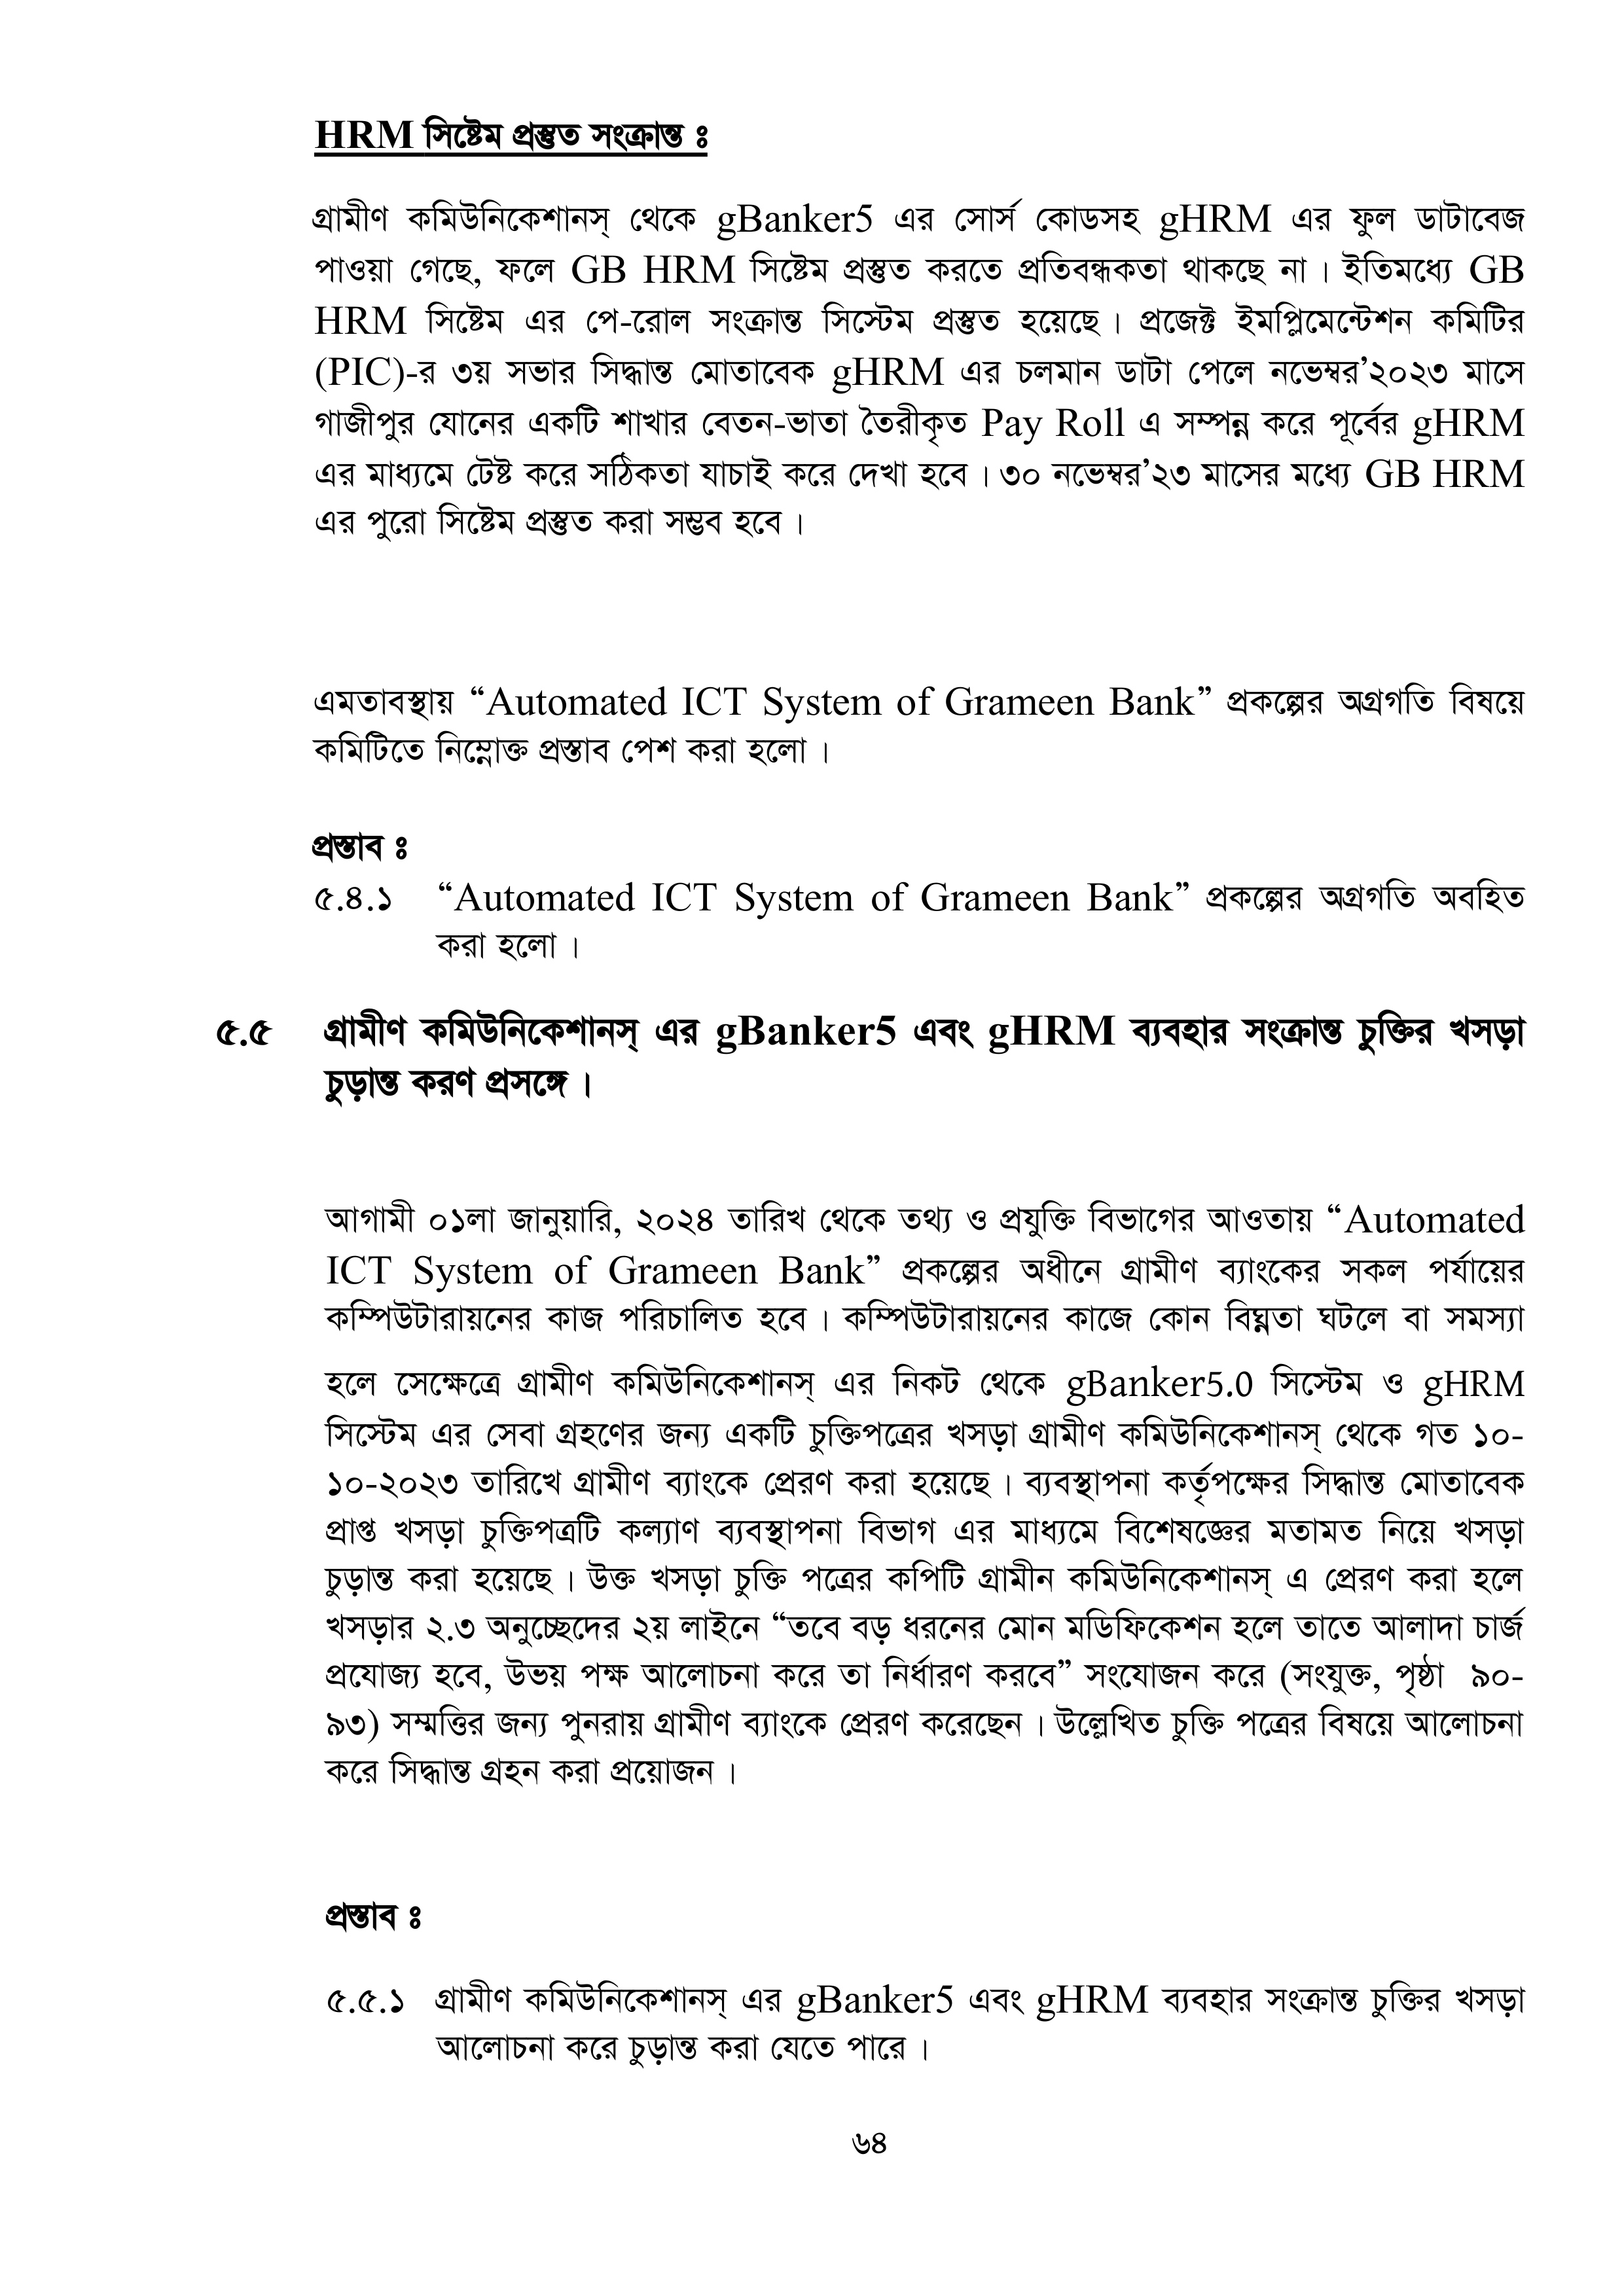 HRM সিষ্টেম প্রস্তুত সংক্রান্ত ঃ
গ্রামীণ কমিউনিকেশানস্ থেকে gBanker5 এর সোর্স কোডসহ gHRM এর ফুল ডাটাবেজ
পাওয়া গেছে, ফলে GB HRM সিষ্টেম প্রস্তুত করতে প্রতিবন্ধকতা থাকছে না। ইতিমধ্যে GB
HRM সিষ্টেম এর পে-রোল সংক্রান্ত সিস্টেম প্রস্তুত হয়েছে। প্রজেক্ট ইমপ্লিমেন্টেশন কমিটির
(PIC)-র ৩য় সভার সিদ্ধান্ত মোতাবেক gHRM এর চলমান ডাটা পেলে নভেম্বর’২০২৩ মাসে
গাজীপুর যোনের একটি শাখার বেতন-ভাতা তৈরীকৃত Pay Roll এ সম্পন্ন করে পূর্বের gHRM
এর মাধ্যমে টেষ্ট করে সঠিকতা যাচাই করে দেখা হবে। ৩০ নভেম্বর’২৩ মাসের মধ্যে GB HRM
এর পুরো সিষ্টেম প্রস্তুত করা সম্ভব হবে।
এমতাবস্থায় “Automated ICT System of Grameen Bank” প্রকল্পের অগ্রগতি বিষয়ে
কমিটিতে নিম্নোক্ত প্রস্তাব পেশ করা হলো।
প্রস্তাব ঃ
৫.৪.১ “Automated ICT System of Grameen Bank” প্রকল্পের অগ্রগতি অবহিত
করা হলো।
৫.৫ গ্রামীণ কমিউনিকেশানস্ এর gBanker5 এবং gHRM ব্যবহার সংক্রান্ত চুক্তির খসড়া
চুড়ান্ত করণ প্রসঙ্গে।
আগামী ০১লা জানুয়ারি, ২০২৪ তারিখ থেকে তথ্য ও প্রযুক্তি বিভাগের আওতায় “Automated
ICT System of Grameen Bank” প্রকল্পের অধীনে গ্রামীণ ব্যাংকের সকল পর্যায়ের
কম্পিউটারায়নের কাজ পরিচালিত হবে। কম্পিউটারায়নের কাজে কোন বিঘ্নতা ঘটলে বা সমস্যা
হলে সেক্ষেত্রে গ্রামীণ কমিউনিকেশানস্ এর নিকট থেকে gBanker5.0 সিস্টেম ও gHRM
সিস্টেম এর সেবা গ্রহণের জন্য একটি চুক্তিপত্রের খসড়া গ্রামীণ কমিউনিকেশানস্ থেকে গত ১০-
১০-২০২৩ তারিখে গ্রামীণ ব্যাংকে প্রেরণ করা হয়েছে। ব্যবস্থাপনা কর্তৃপক্ষের সিদ্ধান্ত মোতাবেক
প্রাপ্ত খসড়া চুক্তিপত্রটি কল্যাণ ব্যবস্থাপনা বিভাগ এর মাধ্যমে বিশেষজ্ঞের মতামত নিয়ে খসড়া
চুড়ান্ত করা হয়েছে। উক্ত খসড়া চুক্তি পত্রের কপিটি গ্রামীন কমিউনিকেশানস্ এ প্রেরণ করা হলে
খসড়ার ২.৩ অনুচ্ছেদের ২য় লাইনে “তবে বড় ধরনের মোন মডিফিকেশন হলে তাতে আলাদা চার্জ
প্রযোজ্য হবে, উভয় পক্ষ আলোচনা করে তা নির্ধারণ করবে” সংযোজন করে (সংযুক্ত, পৃষ্ঠা ৯০-
৯৩) সম্মত্তির জন্য পুনরায় গ্রামীণ ব্যাংকে প্রেরণ করেছেন। উল্লেখিত চুক্তি পত্রের বিষয়ে আলোচনা
করে সিদ্ধান্ত গ্রহন করা প্রয়োজন।
প্রস্তাব ঃ
৫.৫.১ গ্রামীণ কমিউনিকেশানস্ এর gBanker5 এবং gHRM ব্যবহার সংক্রান্ত চুক্তির খসড়া
আলোচনা করে চুড়ান্ত করা যেতে পারে।
৬৪